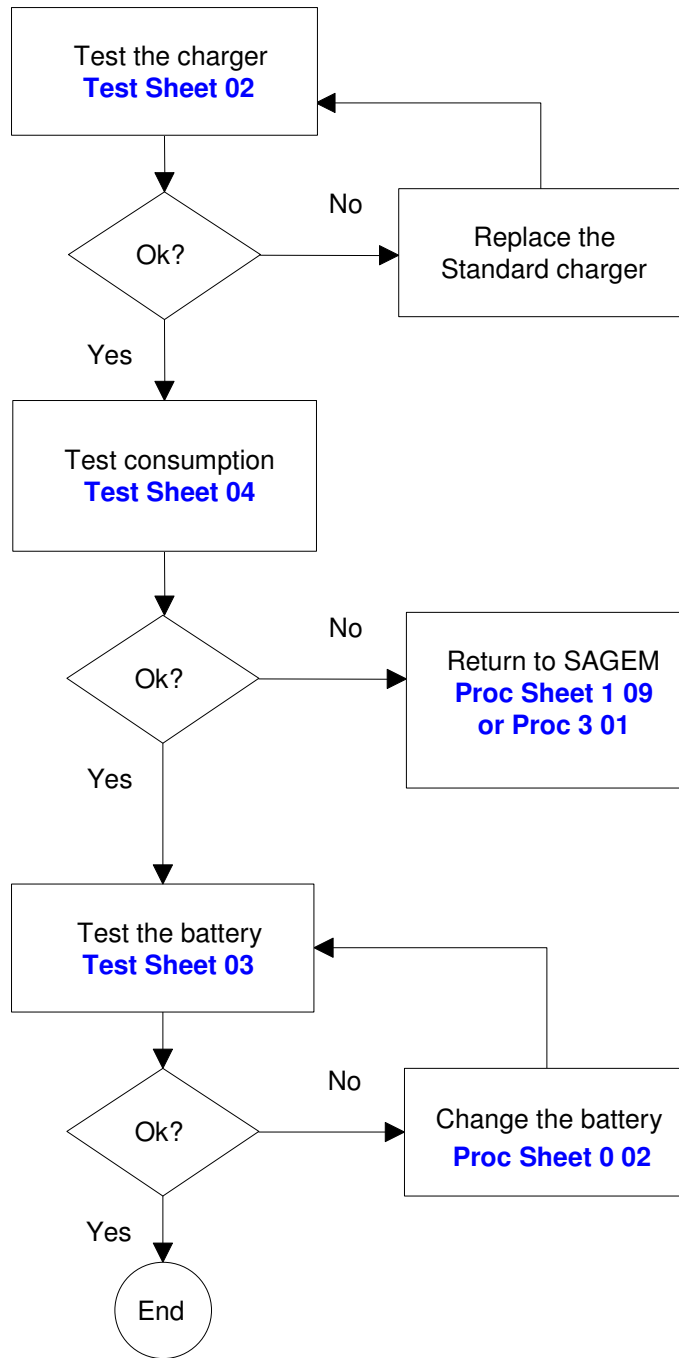 Test the charger
Test Sheet 02
No
Ok?
Replace the
Standard charger
Yes
Test consumption
Test Sheet 04
No
Ok?
Return to SAGEM
Proc Sheet 1 09
or Proc 3 01
Yes
Test the battery
Test Sheet 03
No
Ok?
Change the battery
Proc Sheet 0 02
Yes
End